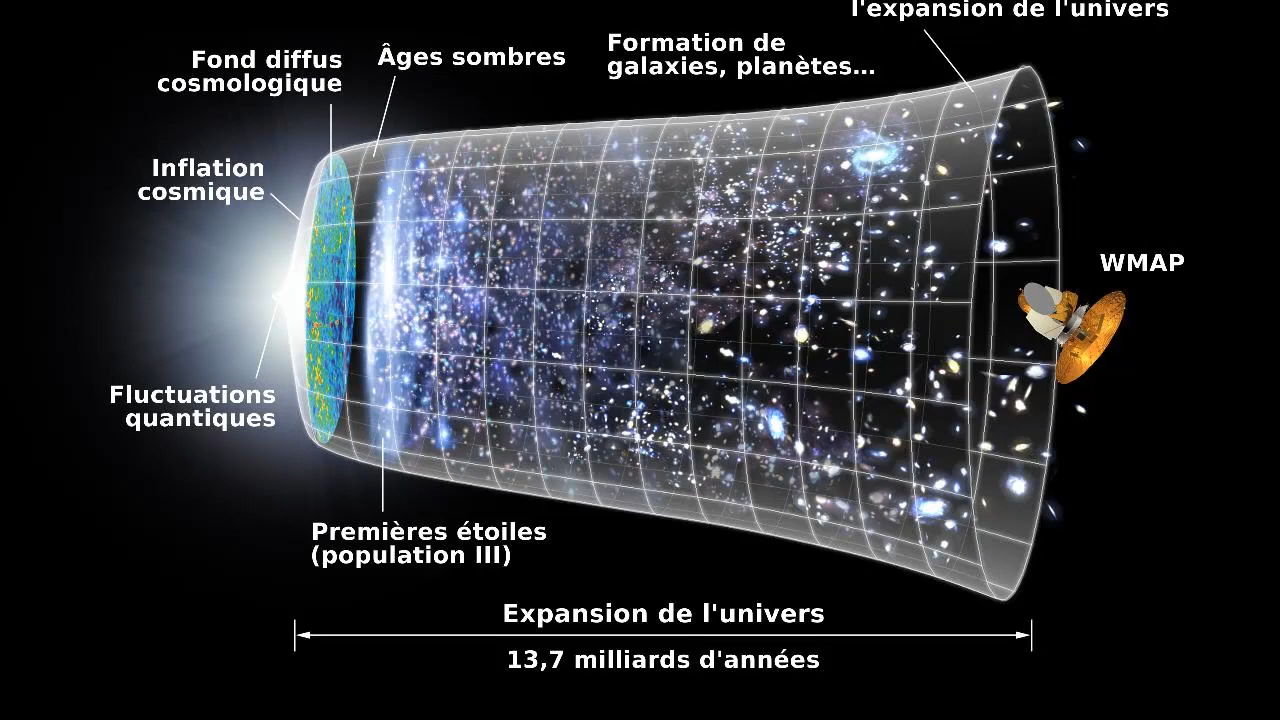 l'expansion de l'univers
Fond diffus
cosmologique
Âges sombres
Formation de
galaxies, planètes...
Inflation
cosmique
WMAP
Fluctuations
quantiques
Premières étoiles
(population III)
Expansion de l'univers
13,7 milliards d'années